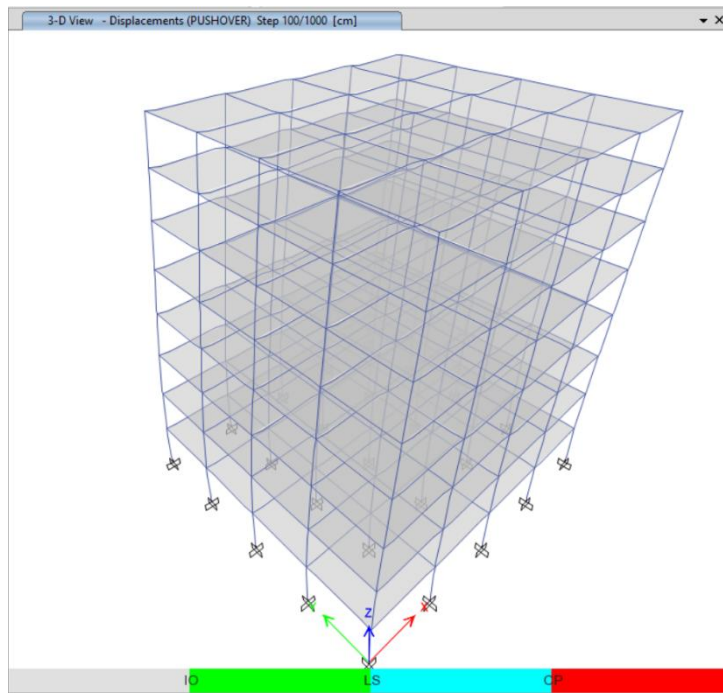 3-D View - Displacements (PUSHOVER) Step 100/1000 [cm]
Z
IO LS CP